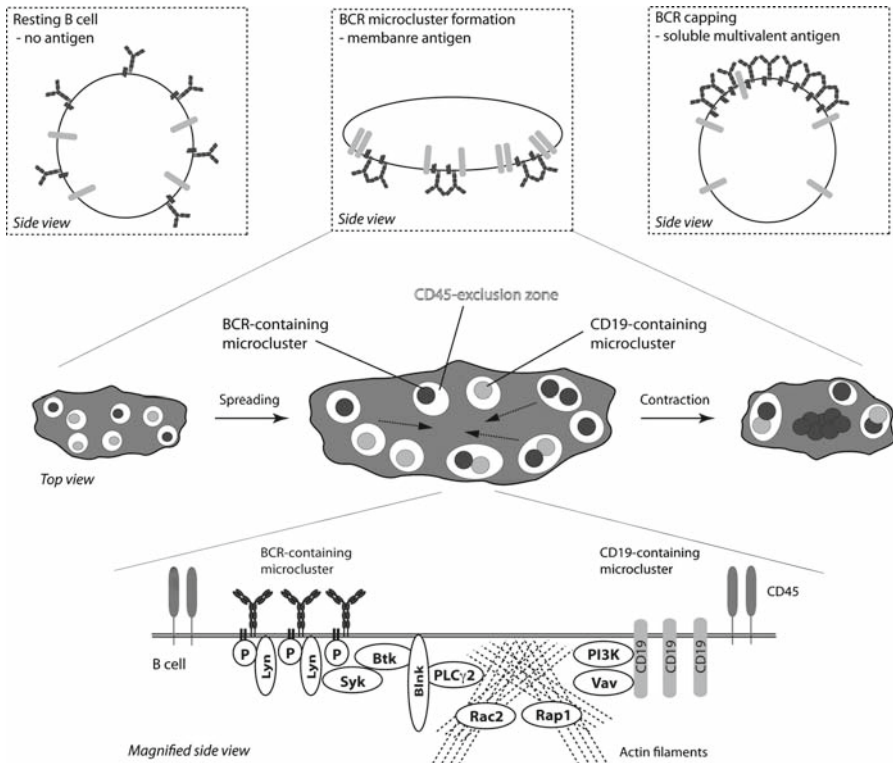 Resting B cell
- no antigen
Side view
BCR microcluster formation
- membanre antigen
Side view
BCR capping
- soluble multivalent antigen
Side view
CD45-exclusion zone
BCR-containing
microcluster
CD19-containing
microcluster
Spreading
Contraction
Top view
BCR-containing
microcluster
CD19-containing
microcluster
CD45
B cell
P
Lyn
P
Lyn
P
Syk
Btk
Blnk
PLCγ2
Rac2
Rap1
PI3K
Vav
CD19
CD19
CD19
Magnified side view
Actin filaments